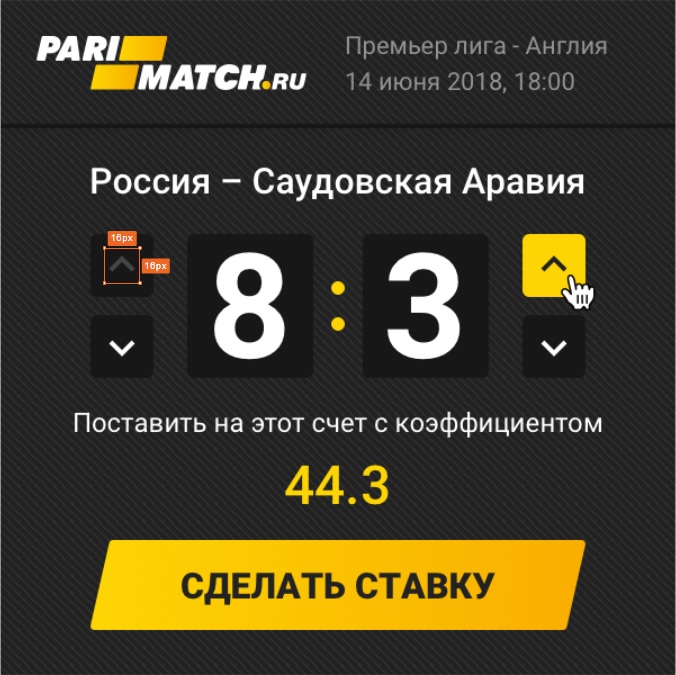 PARI
MATCH.RU
Премьер лига - Англия
14 июня 2018, 18:00
Россия – Саудовская Аравия
16px
16px
8 : 3
Поставить на этот счет с коэффициентом
44.3
СДЕЛАТЬ СТАВКУ